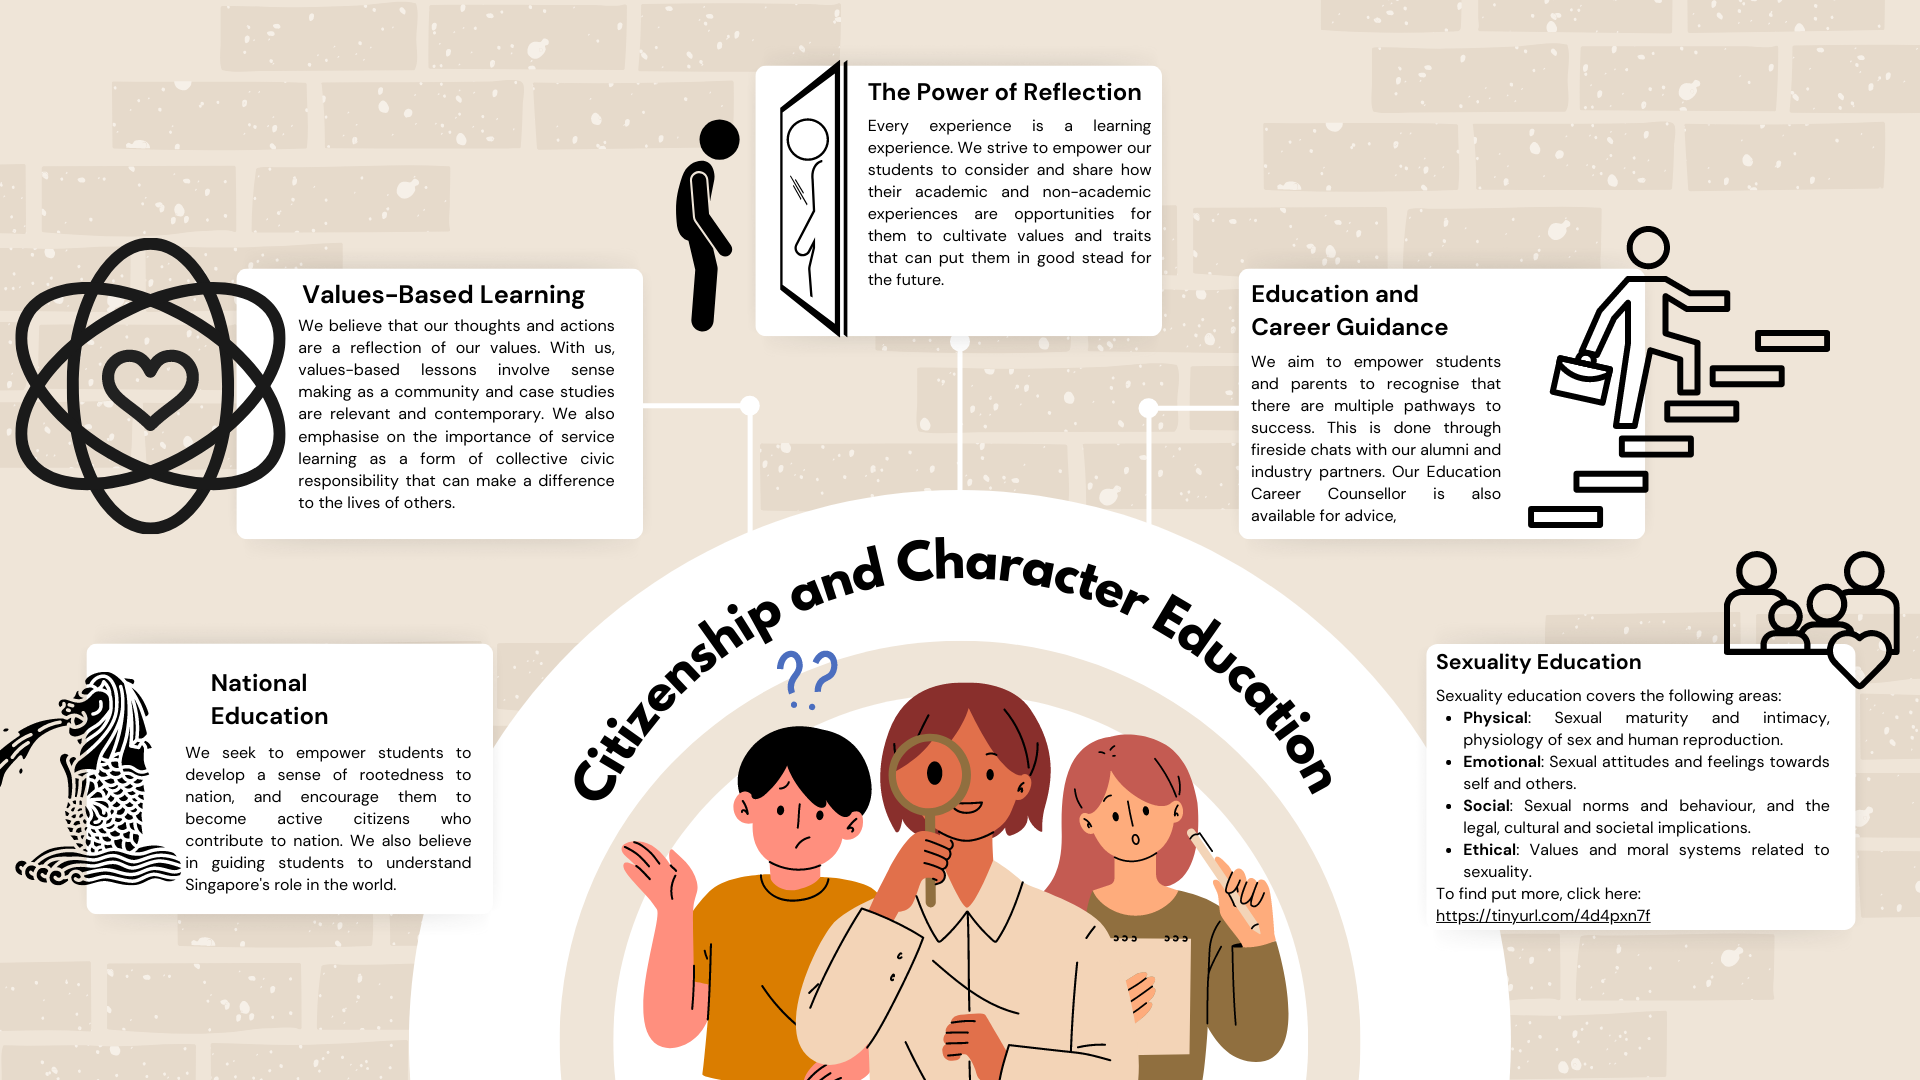 The Power of Reflection
Every experience is a learning
experience. We strive to empower our
students to consider and share how
their academic and non-academic
experiences are opportunities for
them to cultivate values and traits
that can put them in good stead for
the future.
Values-Based Learning
We believe that our thoughts and actions
are a reflection of our values. With us,
values-based lessons involve sense
making as a community and case studies
are relevant and contemporary. We also
emphasise on the importance of service
learning as a form of collective civic
responsibility that can make a difference
to the lives of others.
Education and
Career Guidance
We aim to empower students
and parents to recognise that
there are multiple pathways to
success. This is done through
fireside chats with our alumni and
industry partners. Our Education
Career Counsellor is also
available for advice,
Citizenship and Character Education
??
National
Education
We seek to empower students to
develop a sense of rootedness to
nation, and encourage them to
become active citizens who
contribute to nation. We also believe
in guiding students to understand
Singapore's role in the world.
Sexuality Education
Sexuality education covers the following areas:
• Physical: Sexual maturity and intimacy,
physiology of sex and human reproduction.
• Emotional: Sexual attitudes and feelings towards
self and others.
• Social: Sexual norms and behaviour, and the
legal, cultural and societal implications.
• Ethical: Values and moral systems related to
sexuality.
To find put more, click here:
https://tinyurl.com/4d4pxn7f